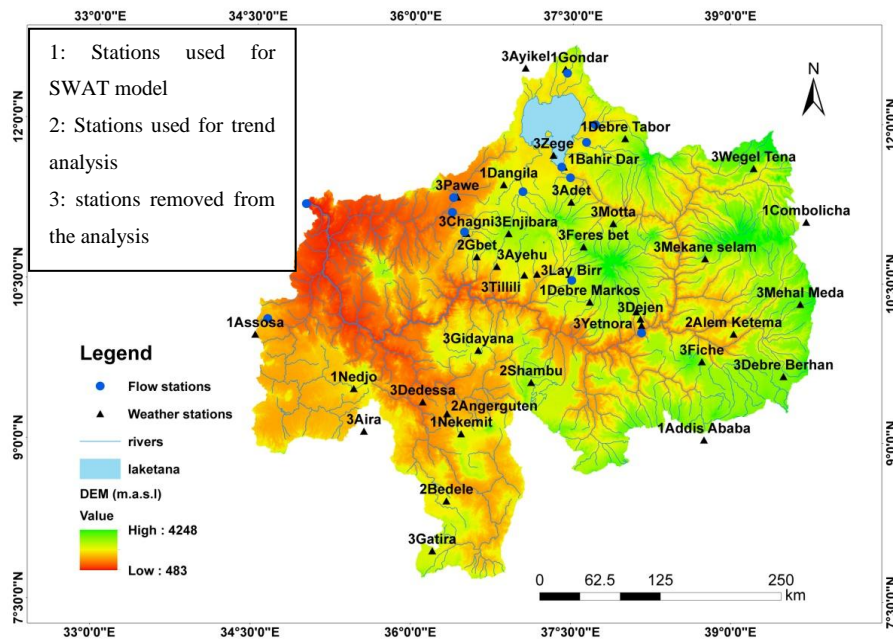 33°0'0"E 34°30'0"E 36°0'0"E 37°30'0"E 39°0'0"E
1: Stations used for
SWAT model
2: Stations used for trend
analysis
3: stations removed from
the analysis
N
3Ayikel 1Gondar
12°0'0"N 12°0'0"N
1Debre Tabor
3Zege
1Bahir Dar
3Wegel Tena
1Dangila
3Pawe
3Adet
1Combolicha
3Chagni 3Enjibara
3Motta
2Gbet
3Feres bet
3Mekane selam
3Ayehu
3Lay Birr
10°30'0"N 10°30'0"N
3Tillili
1Debre Markos
3Mehal Meda
3Dejen
1Assosa
3Yetnora
2Alem Ketema
3Gidayana
3Fiche
Legend
Flow stations
Weather stations
rivers
laketana
DEM (m.a.s.l)
Value
High : 4248
Low : 483
1Nedjo
2Shambu
3Debre Berhan
3Dedessa
2Angerguten
3Aira
1Nekemit
1Addis Ababa
9°0'0"N 9°0'0"N
2Bedele
3Gatira
0 62.5 125 250
km
7°30'0"N 7°30'0"N
33°0'0"E 34°30'0"E 36°0'0"E 37°30'0"E 39°0'0"E